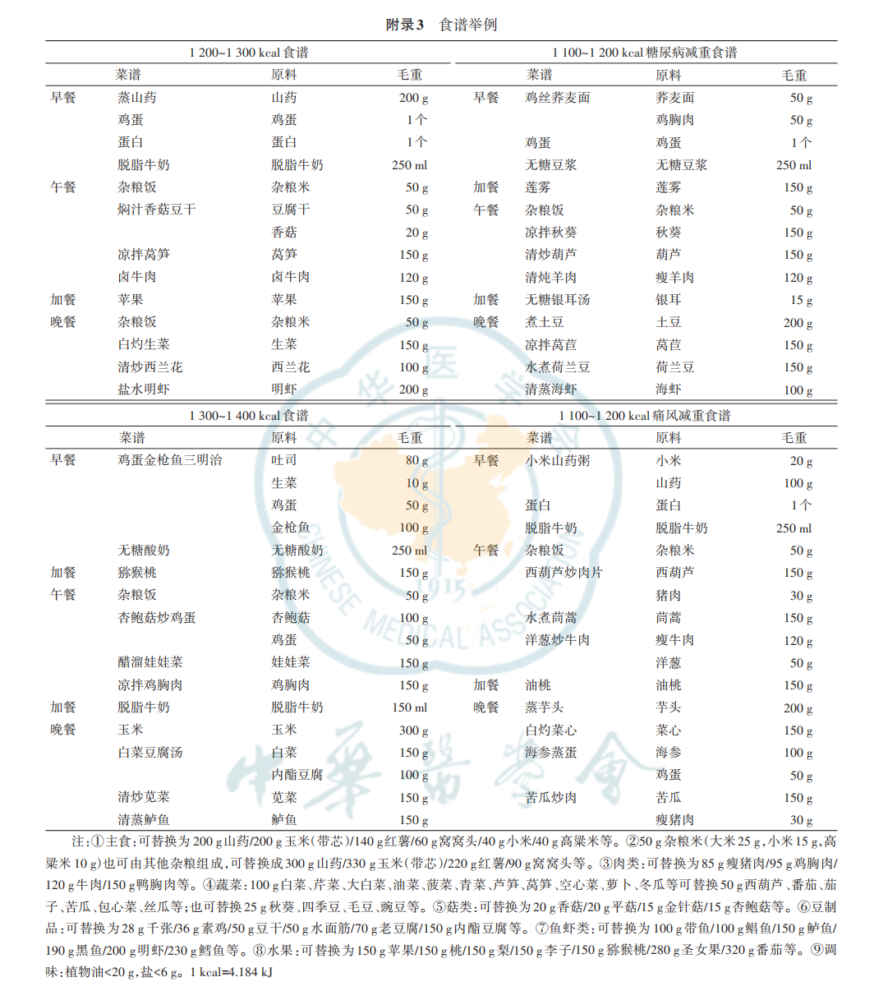 附录3 食谱举例
1 200~1 300 kcal食谱 1 100~1 200 kcal糖尿病减重食谱
菜谱 原料 毛重 菜谱 原料 毛重
早餐 蒸山药 山药 200 g 早餐 鸡丝荞麦面 荞麦面 50 g
鸡蛋 鸡蛋 1个 鸡胸肉 50 g
蛋白 蛋白 1个 鸡蛋 鸡蛋 1个
脱脂牛奶 脱脂牛奶 250 ml 无糖豆浆 无糖豆浆 250 ml
午餐 杂粮饭 杂粮米 50 g 加餐 莲雾 莲雾 150 g
焖汁香菇豆干 豆腐干 50 g 午餐 杂粮饭 杂粮米 50 g
香菇 20 g 凉拌秋葵 秋葵 150 g
凉拌莴笋 莴笋 150 g 清炒葫芦 葫芦 150 g
卤牛肉 卤牛肉 120 g 清炖羊肉 瘦羊肉 120 g
加餐 苹果 苹果 150 g 加餐 无糖银耳汤 银耳 15 g
晚餐 杂粮饭 杂粮米 50 g 晚餐 煮土豆 土豆 200 g
白灼生菜 生菜 150 g 凉拌莴苣 莴苣 150 g
清炒西兰花 西兰花 100 g 水煮荷兰豆 荷兰豆 150 g
盐水明虾 明虾 200 g 清蒸海虾 海虾 100 g
1 300~1 400 kcal食谱 1 100~1 200 kcal痛风减重食谱
菜谱 原料 毛重 菜谱 原料 毛重
早餐 鸡蛋金枪鱼三明治 吐司 80 g 早餐 小米山药粥 小米 20 g
生菜 10 g 山药 100 g
鸡蛋 50 g 蛋白 蛋白 1个
金枪鱼 100 g 脱脂牛奶 脱脂牛奶 250 ml
无糖酸奶 无糖酸奶 250 ml 午餐 杂粮饭 杂粮米 50 g
加餐 猕猴桃 猕猴桃 150 g 西葫芦炒肉片 西葫芦 150 g
午餐 杂粮饭 杂粮米 50 g 猪肉 30 g
杏鲍菇炒鸡蛋 杏鲍菇 100 g 水煮茼蒿 茼蒿 150 g
鸡蛋 50 g 洋葱炒牛肉 瘦牛肉 120 g
醋溜娃娃菜 娃娃菜 150 g 洋葱 50 g
凉拌鸡胸肉 鸡胸肉 150 g 加餐 油桃 油桃 150 g
加餐 脱脂牛奶 脱脂牛奶 150 ml 晚餐 蒸芋头 芋头 200 g
晚餐 玉米 玉米 300 g 白灼菜心 菜心 150 g
白菜豆腐汤 白菜 150 g 海参蒸蛋 海参 100 g
内酯豆腐 100 g 鸡蛋 50 g
清炒苋菜 苋菜 150 g 苦瓜炒肉 苦瓜 150 g
清蒸鲈鱼 鲈鱼 150 g 瘦猪肉 30 g
注:①主食:可替换为200 g山药/200 g玉米(带芯)/140 g红薯/60 g窝窝头/40 g小米/40 g高粱米等。②50 g杂粮米(大米25 g,小米15 g,高
粱米10 g)也可由其他杂粮组成,可替换成300 g山药/330 g玉米(带芯)/220 g红薯/90 g窝窝头等。③肉类:可替换为85 g瘦猪肉/95 g鸡胸肉/
120 g牛肉/150 g鸭胸肉等。④蔬菜:100 g白菜、芹菜、大白菜、油菜、菠菜、青菜、芦笋、莴笋、空心菜、萝卜、冬瓜等可替换50 g西葫芦、番茄、茄
子、苦瓜、包心菜、丝瓜等;也可替换25 g秋葵、四季豆、毛豆、豌豆等。⑤菇类:可替换为20 g香菇/20 g平菇/15 g金针菇/15 g杏鲍菇等。⑥豆制
品:可替换为28 g千张/36 g素鸡/50 g豆干/50 g水面筋/70 g老豆腐/150 g内酯豆腐等。⑦鱼虾类:可替换为100 g带鱼/100 g鲳鱼/150 g鲈鱼/
190 g黑鱼/200 g明虾/230 g鳕鱼等。⑧水果:可替换为150 g苹果/150 g桃/150 g梨/150 g李子/150 g猕猴桃/280 g圣女果/320 g番茄等。⑨调
味:植物油<20 g,盐<6 g。1 kcal=4.184 kJ
中华医学会
CHINESE MEDICAL ASSOCIATION
1915
中華醫學會